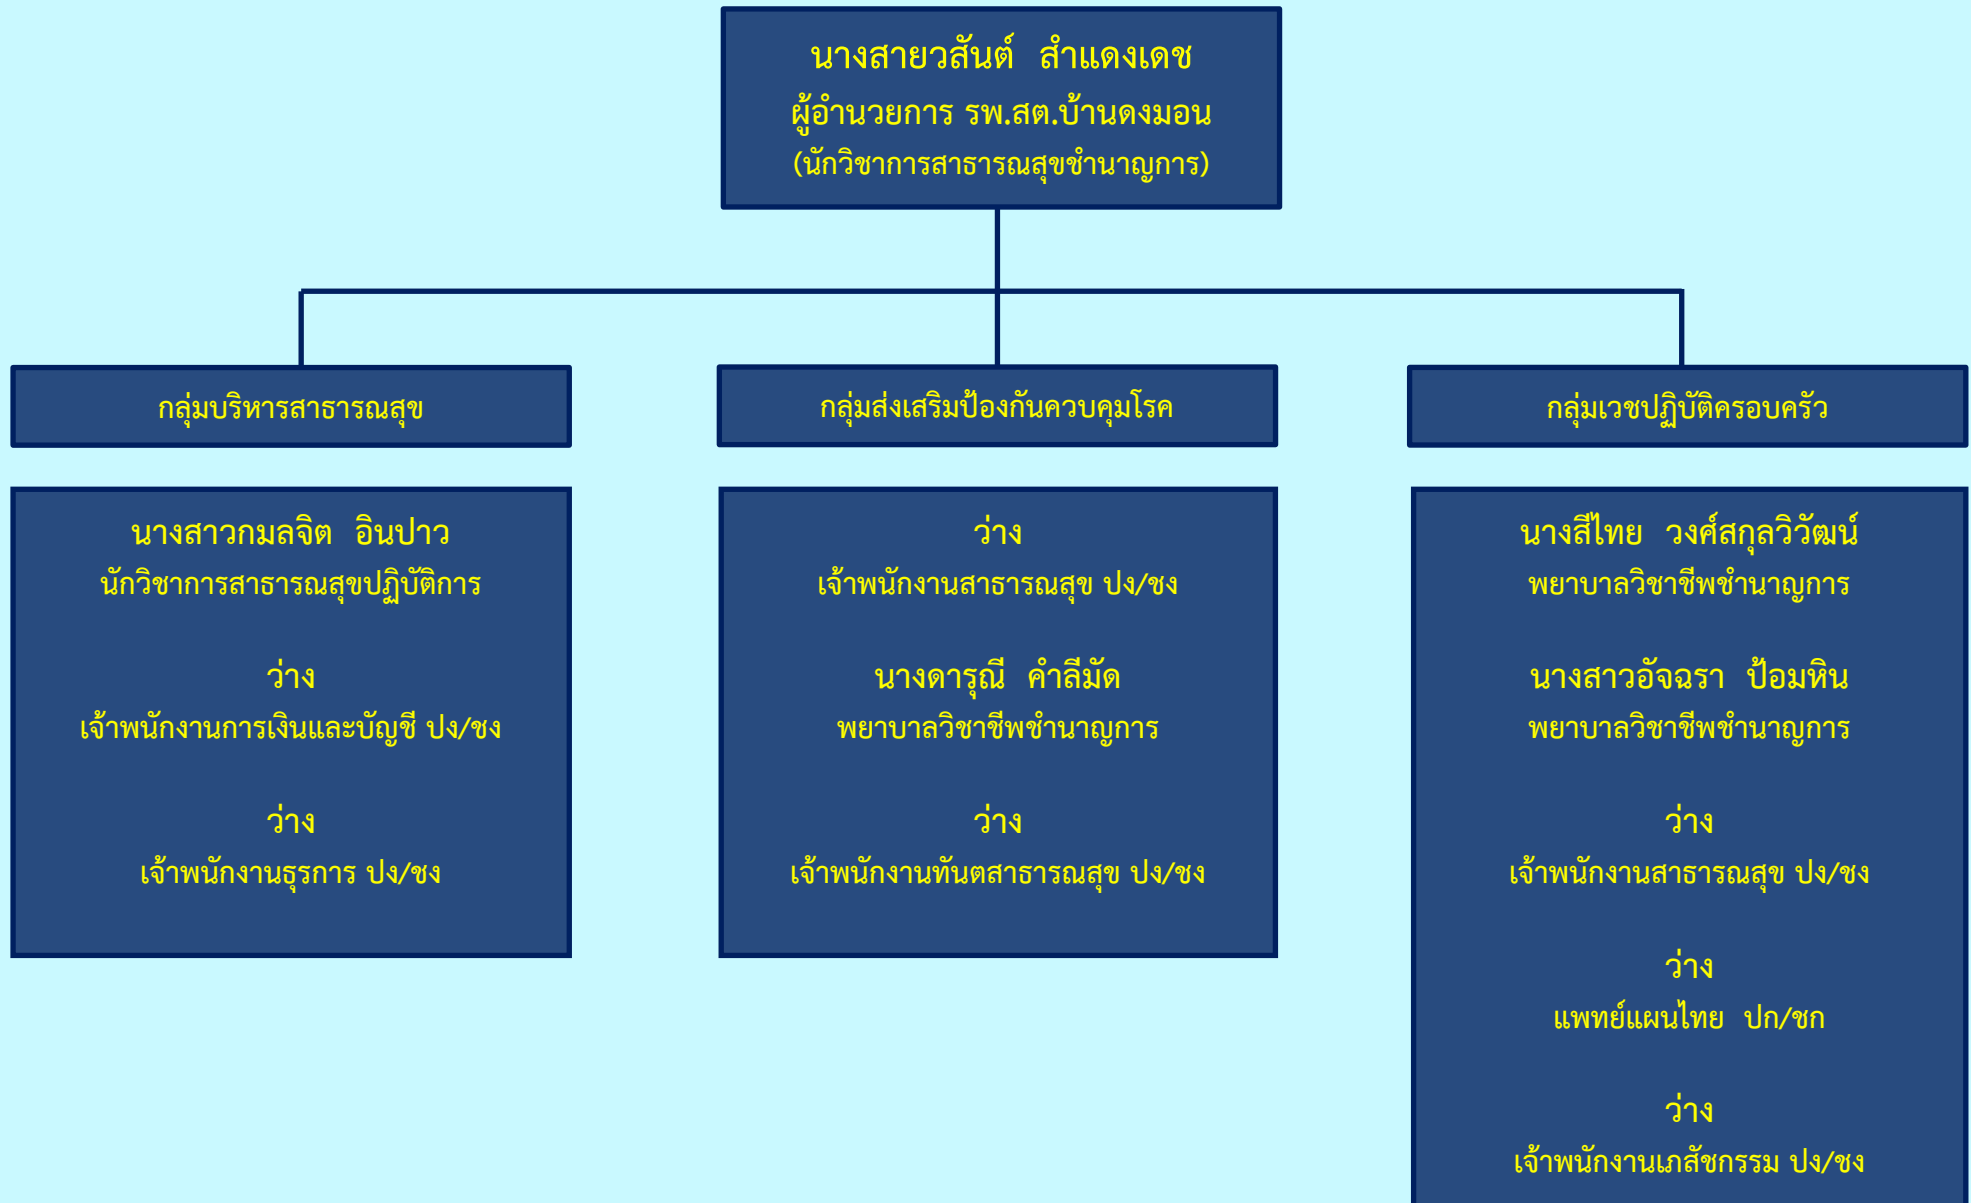 นางสายวสันต์ สำแดงเดช
ผู้อำนวยการ รพ.สต.บ้านดงมอน
(นักวิชาการสาธารณสุขชำนาญการ)
กลุ่มบริหารสาธารณสุข
นางสาวกมลจิต อินปาว
นักวิชาการสาธารณสุขปฏิบัติการ
ว่าง
เจ้าพนักงานการเงินและบัญชี ปง/ชง
ว่าง
เจ้าพนักงานธุรการ ปง/ชง
กลุ่มส่งเสริมป้องกันควบคุมโรค
ว่าง
เจ้าพนักงานสาธารณสุข ปง/ชง
นางดารุณี คำลีมัด
พยาบาลวิชาชีพชำนาญการ
ว่าง
เจ้าพนักงานทันตสาธารณสุข ปง/ชง
กลุ่มเวชปฏิบัติครอบครัว
นางสีไทย วงศ์สกุลวิวัฒน์
พยาบาลวิชาชีพชำนาญการ
นางสาวอัจฉรา ป้อมหิน
พยาบาลวิชาชีพชำนาญการ
ว่าง
เจ้าพนักงานสาธารณสุข ปง/ชง
ว่าง
แพทย์แผนไทย ปก/ชก
ว่าง
เจ้าพนักงานเภสัชกรรม ปง/ชง